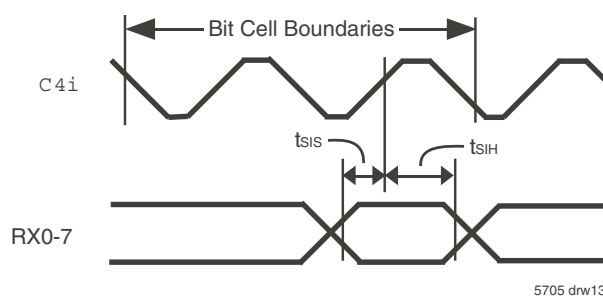 Bit Cell Boundaries
C4i
tSIS
tSIH
RX0-7
5705 drw13